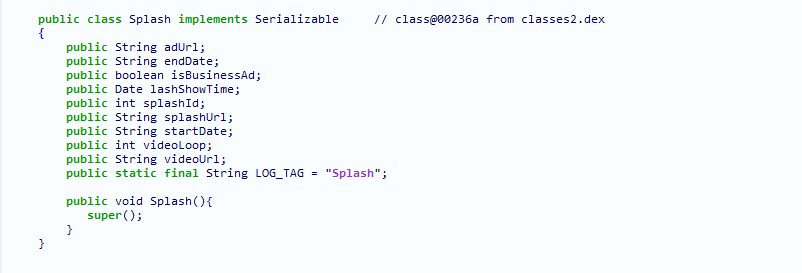 public class Splash implements Serializable     // class@00236a from classes2.dex
{
    public String adUrl;
    public String endDate;
    public boolean isBusinessAd;
    public Date lashShowTime;
    public int splashId;
    public String splashUrl;
    public String startDate;
    public int videoLoop;
    public String videoUrl;
    public static final String LOG_TAG = "Splash";

    public void Splash(){
       super();
    }
}